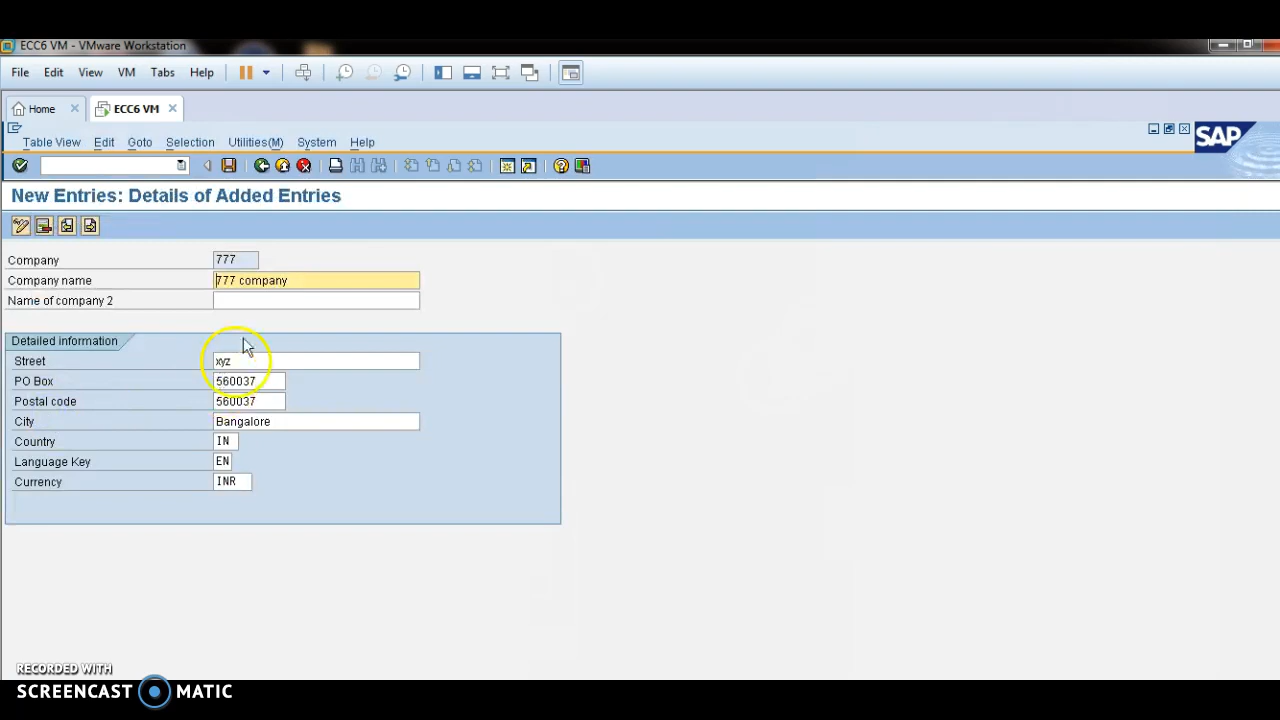 ECC6 VM - VMware Workstation
File Edit View VM Tabs Help
Home ECC6 VM
Table View Edit Goto Selection Utilities(M) System Help
SAP
New Entries: Details of Added Entries
Company 777
Company name 777 company
Name of company 2
Detailed information
Street xyz
PO Box 560037
Postal code 560037
City Bangalore
Country IN
Language Key EN
Currency INR
RECORDED WITH
SCREENCAST MATIC